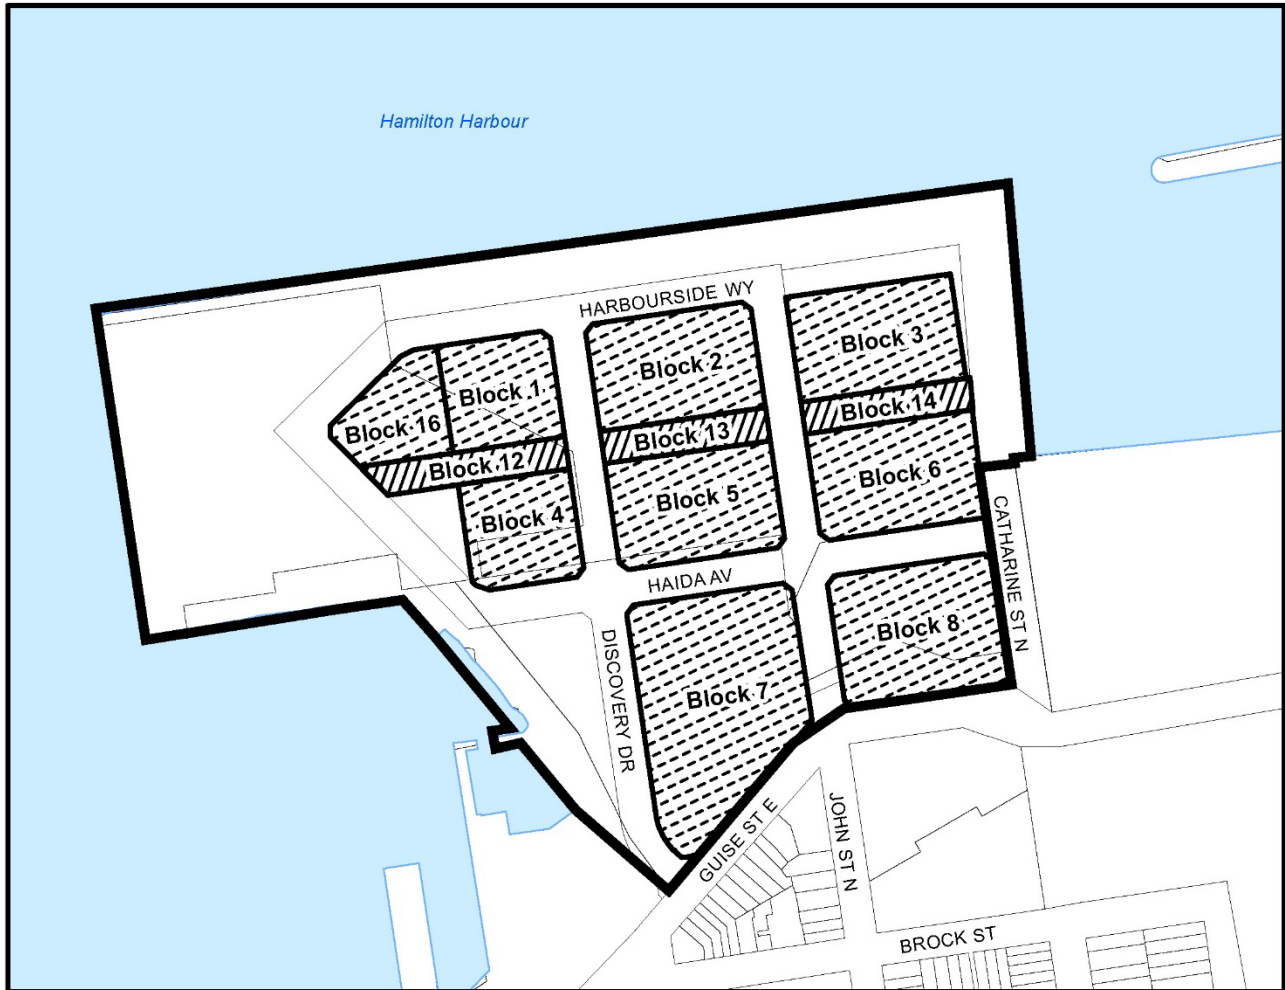 Hamilton Harbour
HARBOURSIDE WY
Block 3
Block 2
Block 1
Block 16
Block 14
Block 13
Block 12
Block 6
Block 5
Block 4
CATHARINE ST N
HAIDA AV
Block 8
DISCOVERY DR
Block 7
GUISE ST E
JOHN ST N
BROCK ST